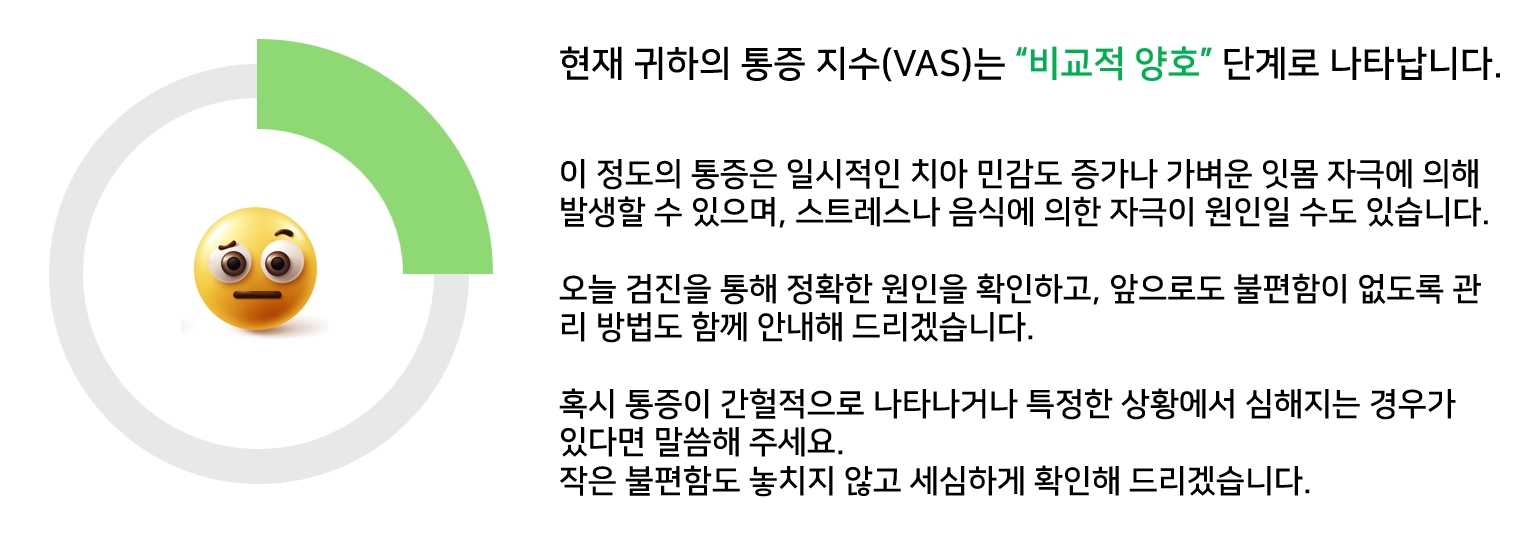 현재 귀하의 통증 지수(VAS)는 “비교적 양호” 단계로 나타납니다.
이 정도의 통증은 일시적인 치아 민감도 증가나 가벼운 잇몸 자극에 의해
발생할 수 있으며, 스트레스나 음식에 의한 자극이 원인일 수도 있습니다.
오늘 검진을 통해 정확한 원인을 확인하고, 앞으로도 불편함이 없도록 관
리 방법도 함께 안내해 드리겠습니다.
혹시 통증이 간헐적으로 나타나거나 특정한 상황에서 심해지는 경우가
있다면 말씀해 주세요.
작은 불편함도 놓치지 않고 세심하게 확인해 드리겠습니다.